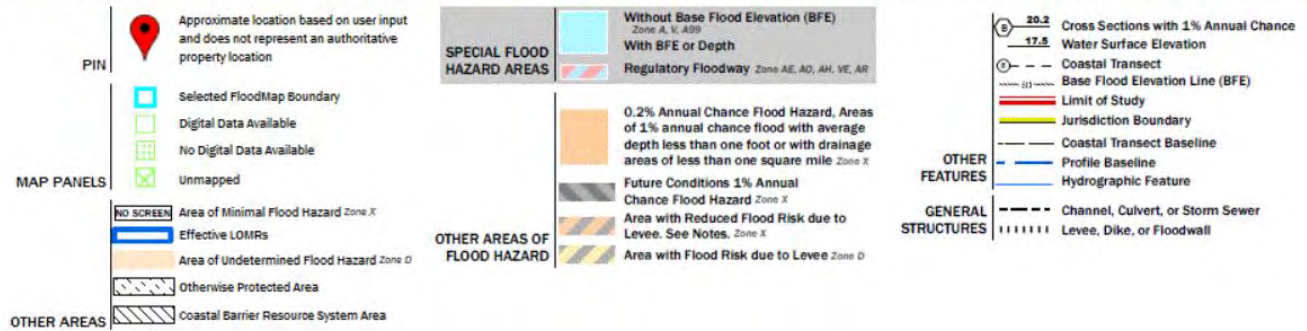 PIN
Approximate location based on user input
and does not represent an authoritative
property location
MAP PANELS
Selected FloodMap Boundary
Digital Data Available
No Digital Data Available
Unmapped
OTHER AREAS
NO SCREEN Area of Minimal Flood Hazard Zone X
Effective LOMRs
Area of Undetermined Flood Hazard Zone D
Otherwise Protected Area
Coastal Barrier Resource System Area
SPECIAL FLOOD
HAZARD AREAS
Without Base Flood Elevation (BFE)
Zone A, V, A99
With BFE or Depth
Regulatory Floodway Zone AE, AO, AH, VE, AR
OTHER AREAS OF
FLOOD HAZARD
0.2% Annual Chance Flood Hazard, Areas
of 1% annual chance flood with average
depth less than one foot or with drainage
areas of less than one square mile Zone X
Future Conditions 1% Annual
Chance Flood Hazard Zone X
Area with Reduced Flood Risk due to
Levee. See Notes. Zone X
Area with Flood Risk due to Levee Zone D
OTHER
FEATURES
20.2 Cross Sections with 1% Annual Chance
17.5 Water Surface Elevation
Coastal Transect
Base Flood Elevation Line (BFE)
Limit of Study
Jurisdiction Boundary
Coastal Transect Baseline
Profile Baseline
Hydrographic Feature
GENERAL
STRUCTURES
Channel, Culvert, or Storm Sewer
Levee, Dike, or Floodwall